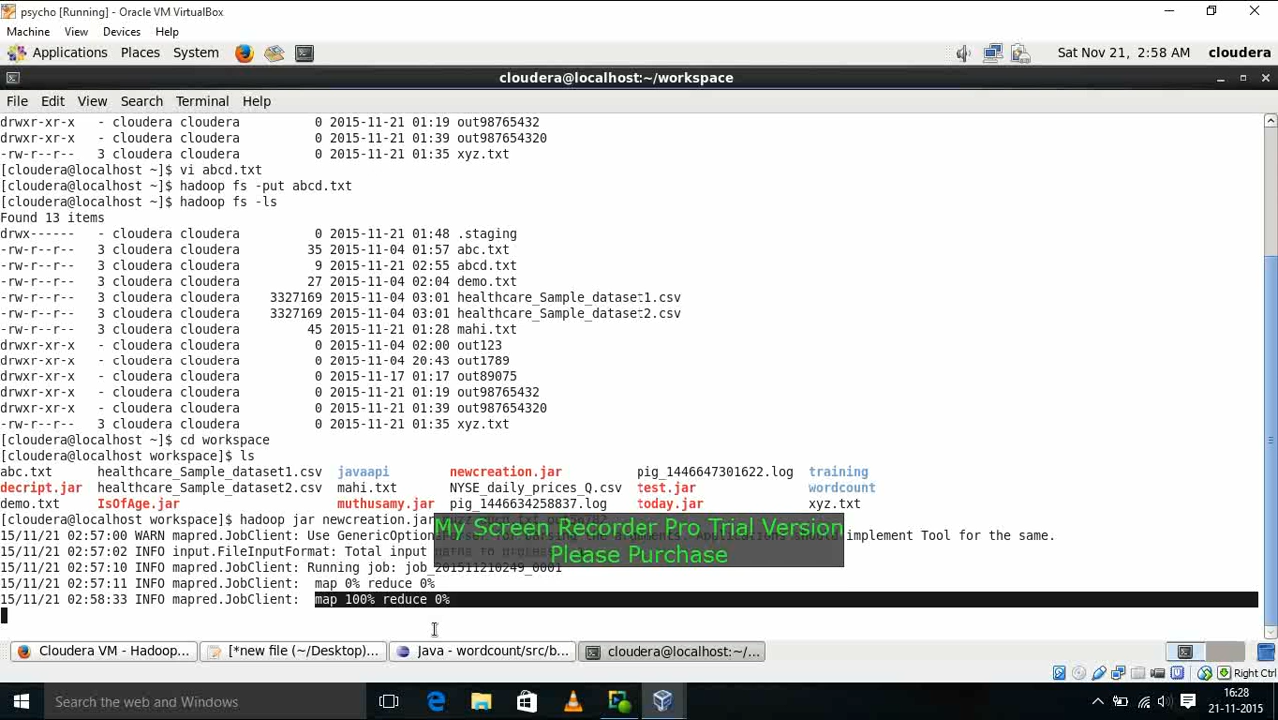 psycho [Running] - Oracle VM VirtualBox
Machine View Devices Help
Applications Places System Sat Nov 21, 2:58 AM cloudera
cloudera@localhost:~/workspace
File Edit View Search Terminal Help
drwxr-xr-x - cloudera cloudera 0 2015-11-21 01:19 out98765432
drwxr-xr-x - cloudera cloudera 0 2015-11-21 01:39 out987654320
-rw-r--r-- 3 cloudera cloudera 0 2015-11-21 01:35 xyz.txt
[cloudera@localhost ~]$ vi abcd.txt
[cloudera@localhost ~]$ hadoop fs -put abcd.txt
[cloudera@localhost ~]$ hadoop fs -ls
Found 13 items
drwx------ - cloudera cloudera 0 2015-11-21 01:48 .staging
-rw-r--r-- 3 cloudera cloudera 35 2015-11-04 01:57 abc.txt
-rw-r--r-- 3 cloudera cloudera 9 2015-11-21 02:55 abcd.txt
-rw-r--r-- 3 cloudera cloudera 27 2015-11-04 02:04 demo.txt
-rw-r--r-- 3 cloudera cloudera 3327169 2015-11-04 03:01 healthcare_Sample_dataset1.csv
-rw-r--r-- 3 cloudera cloudera 3327169 2015-11-04 03:01 healthcare_Sample_dataset2.csv
-rw-r--r-- 3 cloudera cloudera 45 2015-11-21 01:28 mahi.txt
drwxr-xr-x - cloudera cloudera 0 2015-11-04 02:00 out123
drwxr-xr-x - cloudera cloudera 0 2015-11-04 20:43 out1789
drwxr-xr-x - cloudera cloudera 0 2015-11-17 01:17 out89075
drwxr-xr-x - cloudera cloudera 0 2015-11-21 01:19 out98765432
drwxr-xr-x - cloudera cloudera 0 2015-11-21 01:39 out987654320
-rw-r--r-- 3 cloudera cloudera 0 2015-11-21 01:35 xyz.txt
[cloudera@localhost ~]$ cd workspace
[cloudera@localhost workspace]$ ls
abc.txt healthcare_Sample_dataset1.csv javaapi newcreation.jar pig_1446647301622.log training
decript.jar healthcare_Sample_dataset2.csv mahi.txt NYSE_daily_prices_Q.csv test.jar wordcount
demo.txt IsOfAge.jar muthusamy.jar pig_1446634258837.log today.jar xyz.txt
[cloudera@localhost workspace]$ hadoop jar newcreation.jar
My Screen Recorder Pro Trial Version
15/11/21 02:57:00 WARN mapred.JobClient: Use GenericOptionsParser for parsing the arguments. Applications should implement Tool for the same.
15/11/21 02:57:02 INFO input.FileInputFormat: Total input paths to process
Please Purchase
15/11/21 02:57:10 INFO mapred.JobClient: Running job: job_201511210249_0001
15/11/21 02:57:11 INFO mapred.JobClient: map 0% reduce 0%
15/11/21 02:58:33 INFO mapred.JobClient: map 100% reduce 0%
Cloudera VM - Hadoop... [*new file (~/Desktop)... Java - wordcount/src/b... cloudera@localhost:~/...
Right Ctrl
Search the web and Windows
16:28
21-11-2015